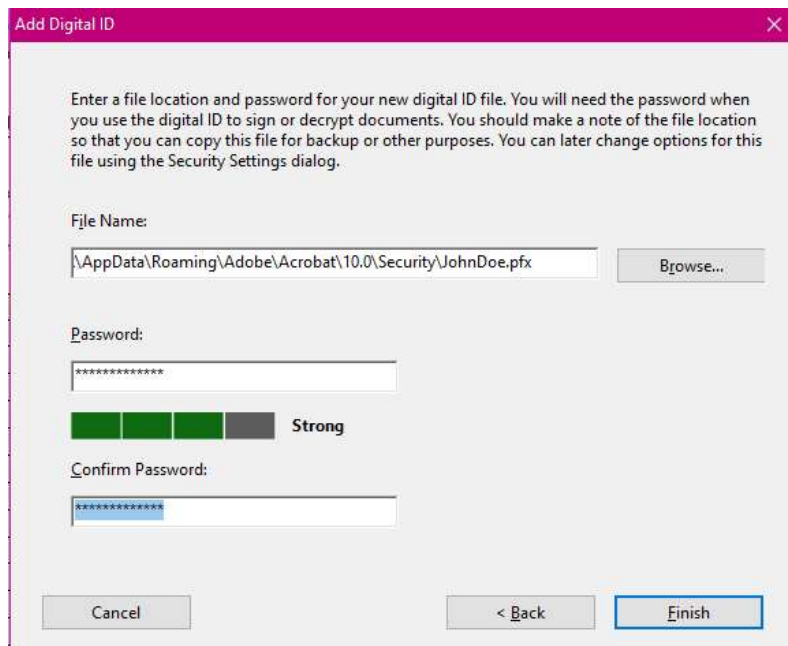 Add Digital ID
Enter a file location and password for your new digital ID file. You will need the password when
you use the digital ID to sign or decrypt documents. You should make a note of the file location
so that you can copy this file for backup or other purposes. You can later change options for this
file using the Security Settings dialog.
File Name:
.\AppData\Roaming\Adobe\Acrobat\10.0\Security\JohnDoe.pfx
Browse...
Password:
*************
Strong
Confirm Password:
*************
Cancel
< Back
Finish